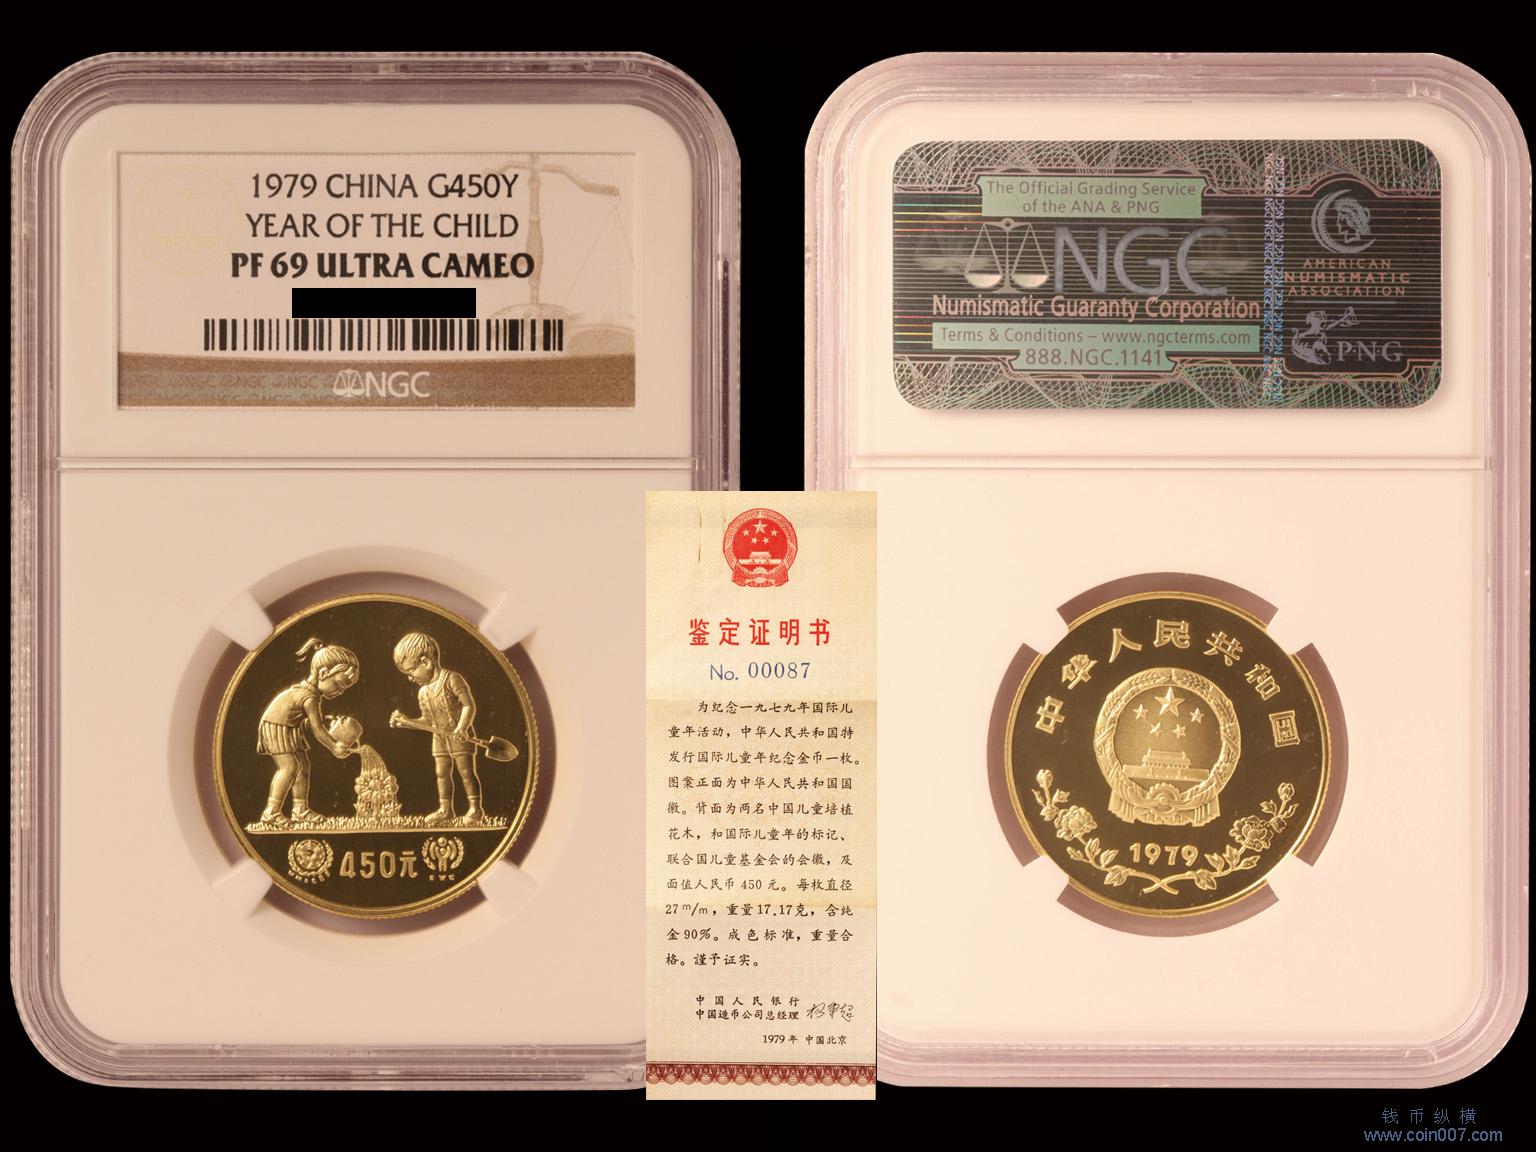 1979 CHINA G450Y
YEAR OF THE CHILD
PF 69 ULTRA CAMEO
NGC
The Official Grading Service
of the ANA & PNG
NGC
Numismatic Guaranty Corporation
Terms & Conditions – www.ngcterms.com
888.NGC.1141
AMERICAN
NUMISMATIC
ASSOCIATION
P·N·G
450元
鉴定证明书
No. 00087
为纪念一九七九年国际儿
童年活动，中华人民共和国特
发行国际儿童年纪念金币一枚。
图案正面为中华人民共和国国
徽。背面为两名中国儿童培植
花木，和国际儿童年的标记、
联合国儿童基金会的会徽，及
面值人民币 450 元。每枚直径
27 m/m，重量17.17克，含纯
金90%。成色标准，重量合
格。謹予证实。
中国人民银行
中国造币公司总经理
1979年 中国北京
中华人民共和国
1979
钱币纵横
www.coin007.com